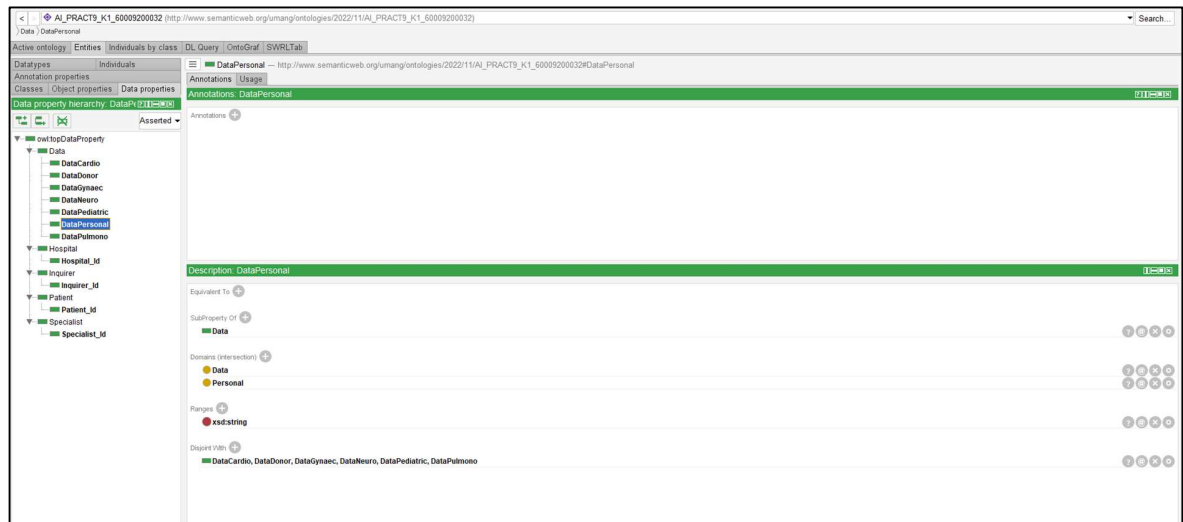 < > AI_PRACT9_K1_60009200032 (http://www.semanticweb.org/umang/ontologies/2022/11/AI_PRACT9_K1_60009200032) Search...
Data DataPersonal
Active ontology Entities Individuals by class DL Query OntoGraf SWRLTab
Datatypes Individuals
Annotation properties
Classes Object properties Data properties
Data property hierarchy: DataPe
Asserted
owl:topDataProperty
Data
DataCardio
DataDonor
DataGynaec
DataNeuro
DataPediatric
DataPersonal
DataPulmono
Hospital
Hospital_Id
Inquirer
Inquirer_Id
Patient
Patient_Id
Specialist
Specialist_Id
DataPersonal — http://www.semanticweb.org/umang/ontologies/2022/11/AI_PRACT9_K1_60009200032#DataPersonal
Annotations Usage
Annotations: DataPersonal
Annotations
Description: DataPersonal
Equivalent To
SubProperty Of
Data
Domains (intersection)
Data
Personal
Ranges
xsd:string
Disjoint With
DataCardio, DataDonor, DataGynaec, DataNeuro, DataPediatric, DataPulmono